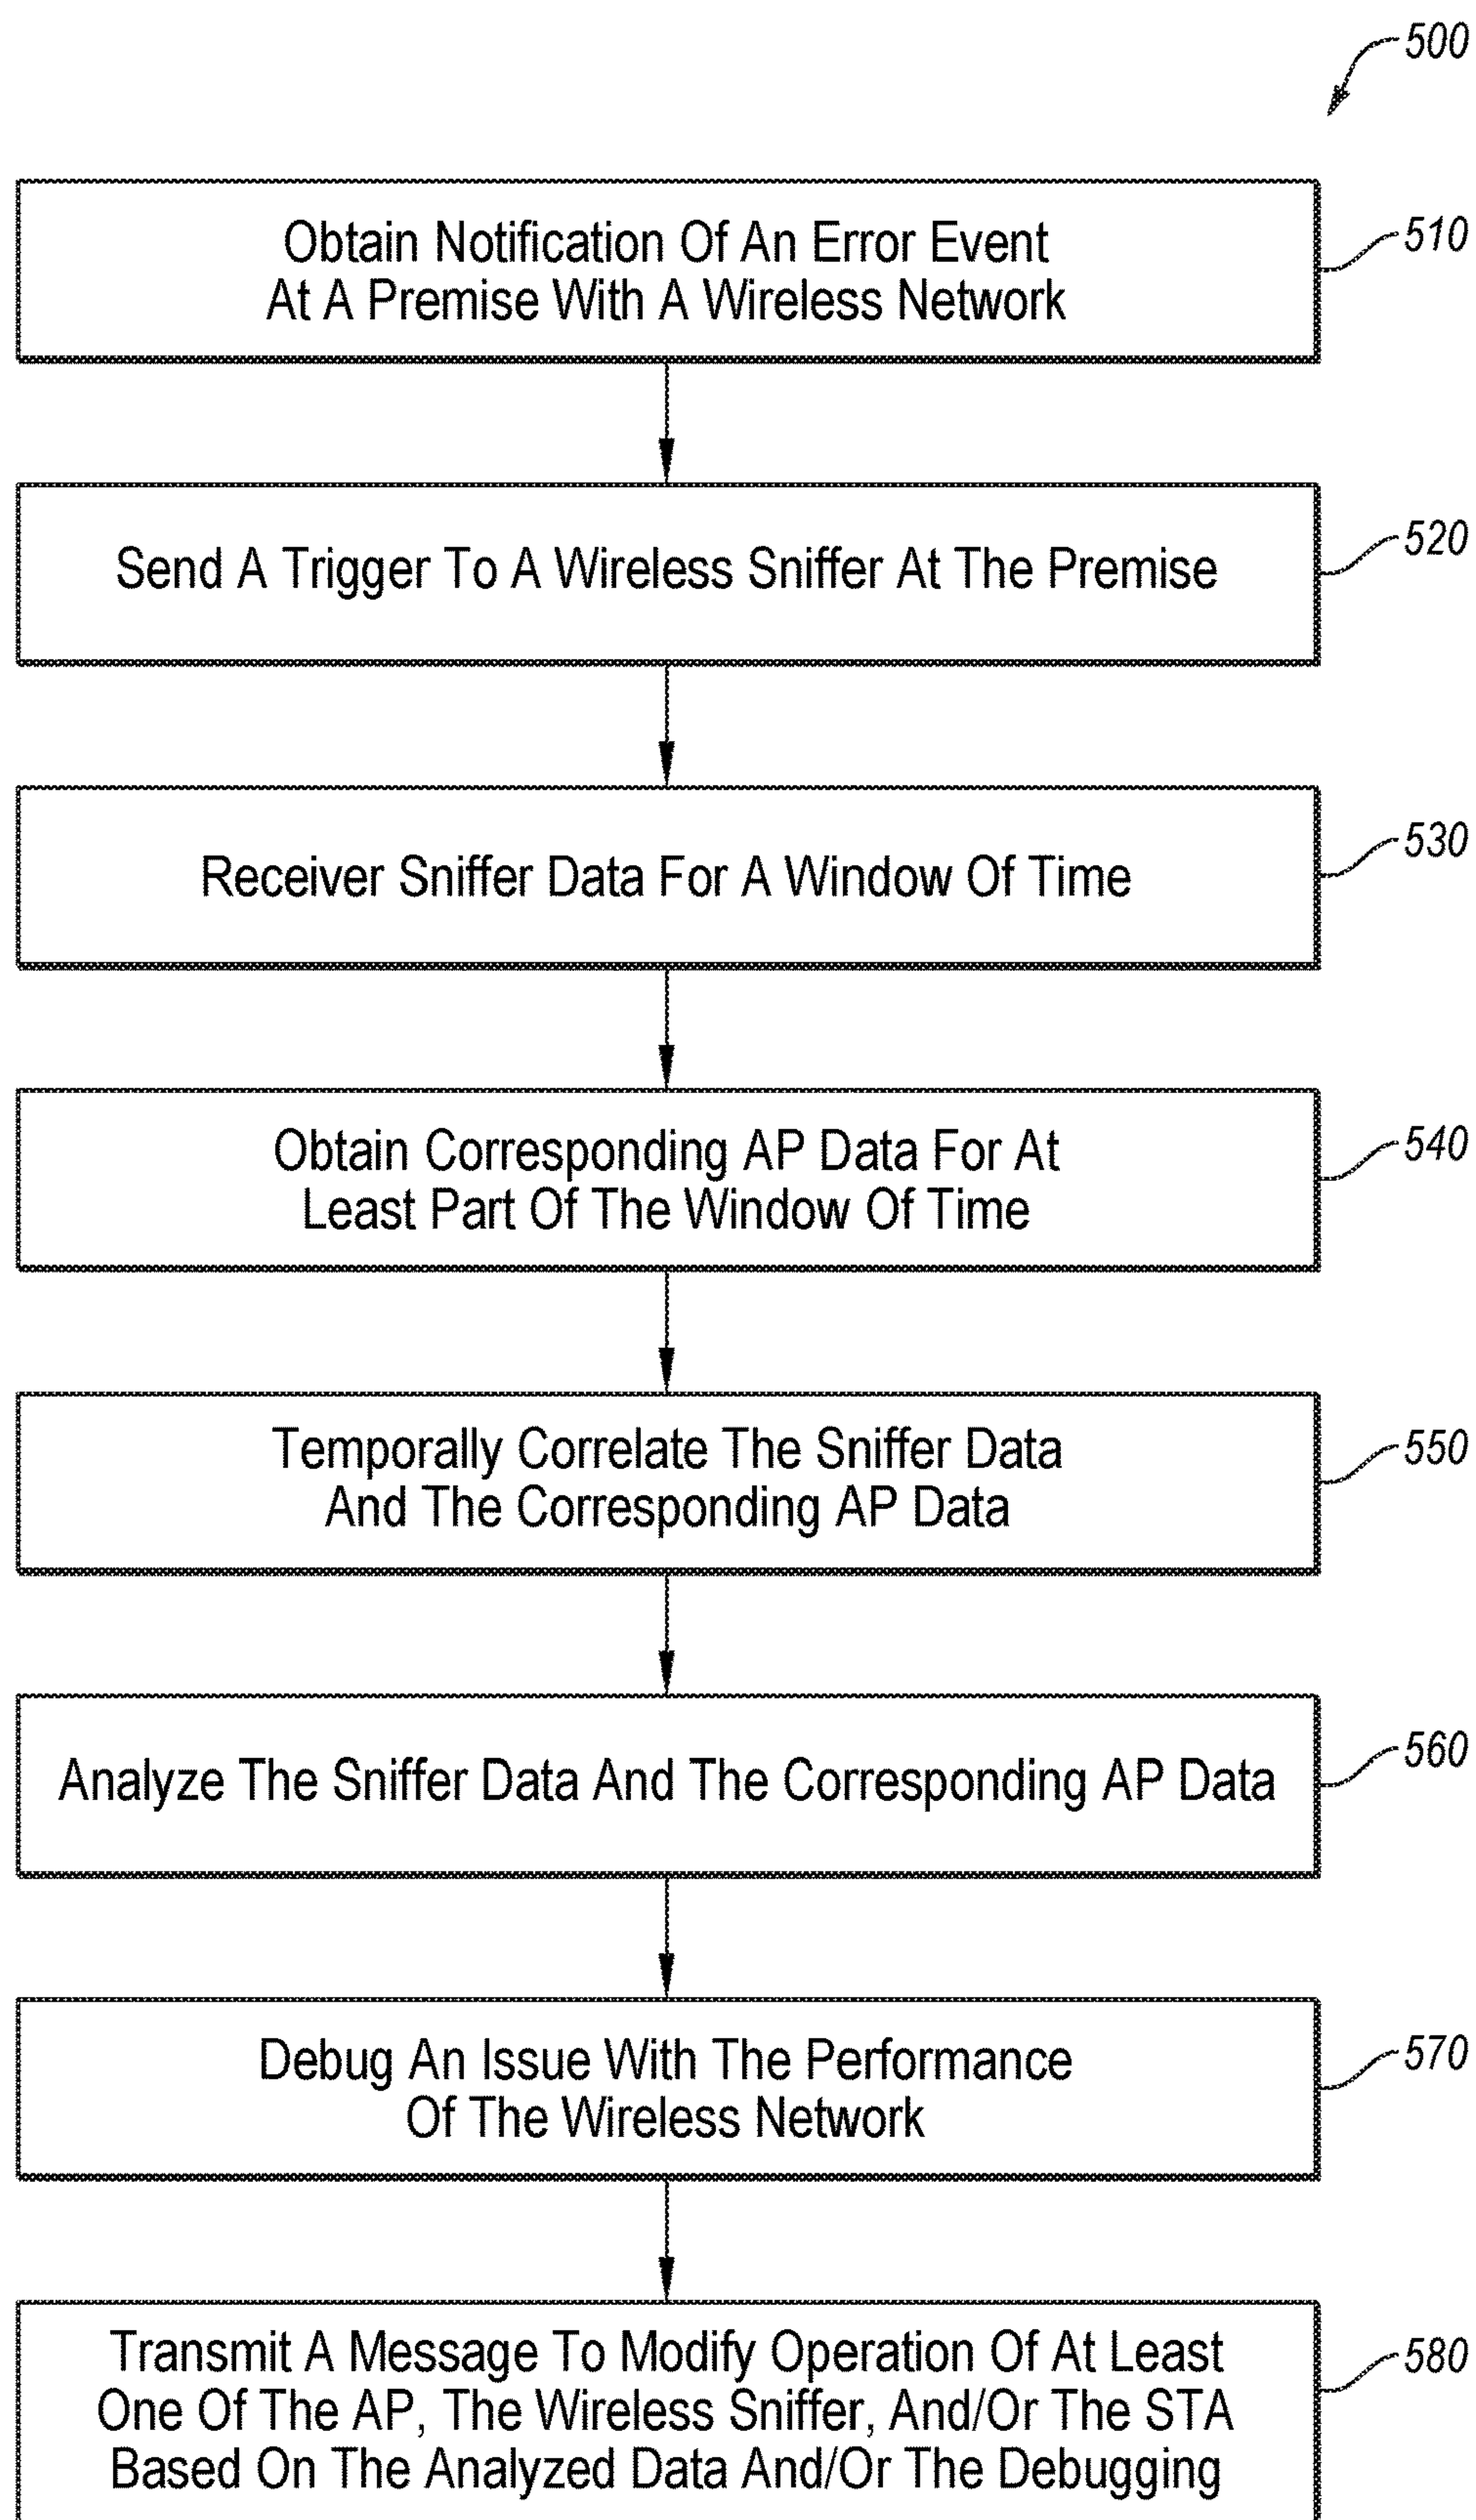 500
Obtain Notification Of An Error Event
At A Premise With A Wireless Network
510
Send A Trigger To A Wireless Sniffer At The Premise
520
Receiver Sniffer Data For A Window Of Time
530
Obtain Corresponding AP Data For At
Least Part Of The Window Of Time
540
Temporally Correlate The Sniffer Data
And The Corresponding AP Data
550
Analyze The Sniffer Data And The Corresponding AP Data
560
Debug An Issue With The Performance
Of The Wireless Network
570
Transmit A Message To Modify Operation Of At Least
One Of The AP, The Wireless Sniffer, And/Or The STA
Based On The Analyzed Data And/Or The Debugging
580